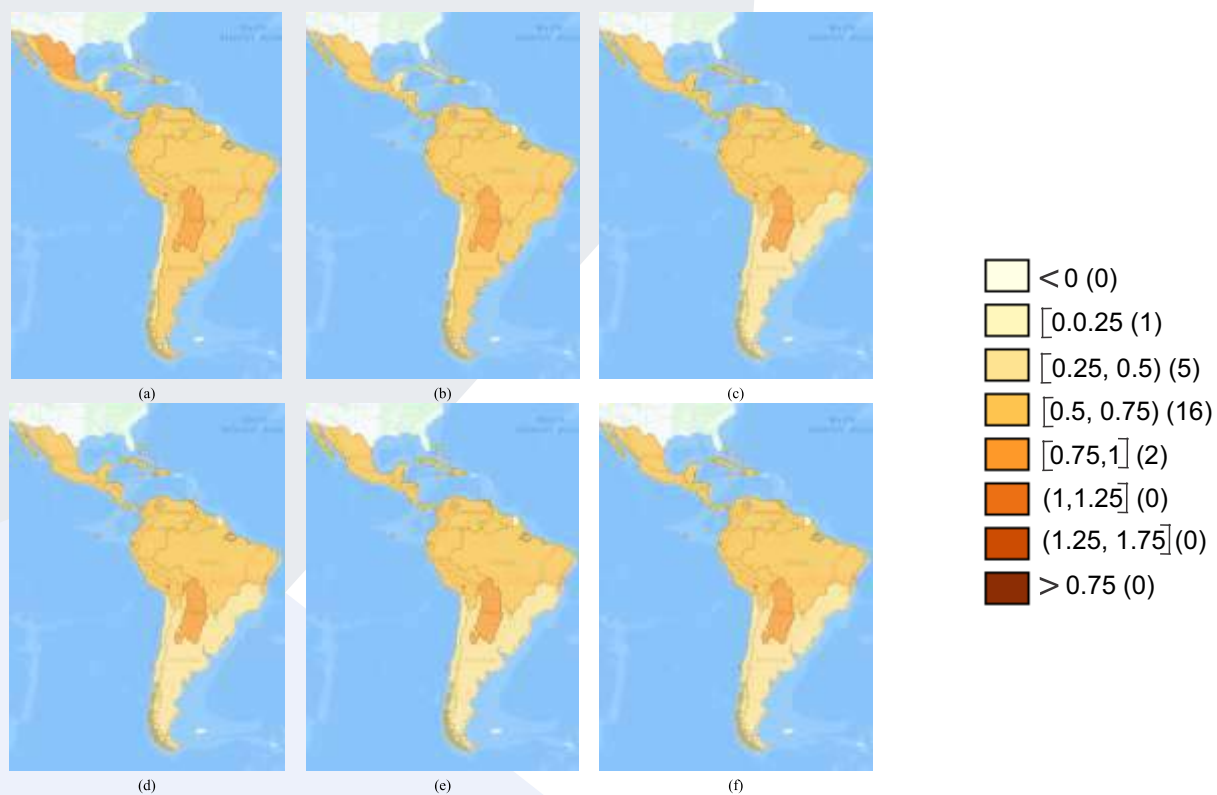 (a)
(b)
(c)
(d)
(e)
(f)
< 0 (0)
[0.0.25 (1)
[0.25, 0.5) (5)
[0.5, 0.75) (16)
[0.75,1] (2)
(1,1.25] (0)
(1.25, 1.75] (0)
> 0.75 (0)